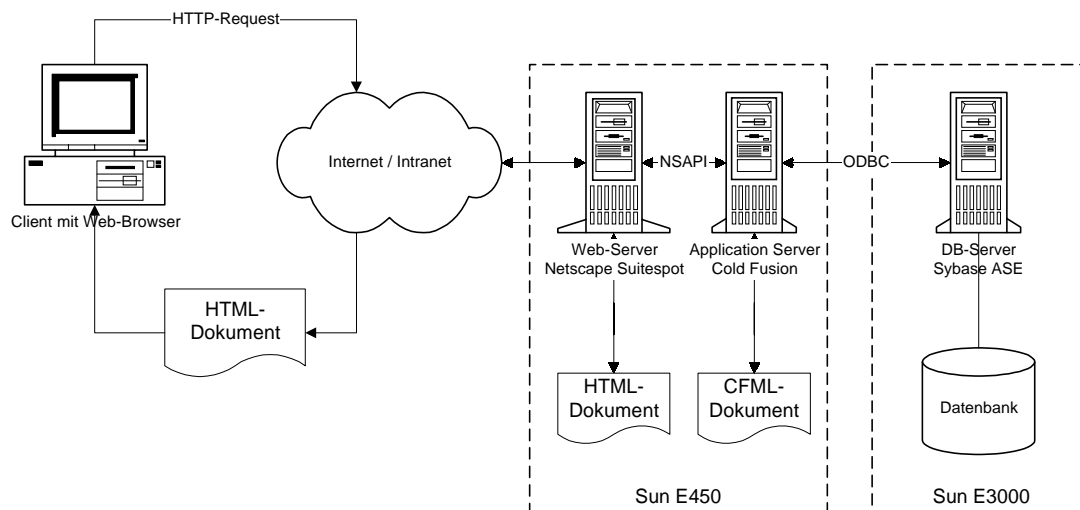 HTTP-Request
Internet / Intranet
Client mit Web-Browser
HTML-
Dokument
NSAPI
ODBC
Web-Server
Netscape Suitespot
Application Server
Cold Fusion
DB-Server
Sybase ASE
HTML-
Dokument
CFML-
Dokument
Datenbank
Sun E450
Sun E3000